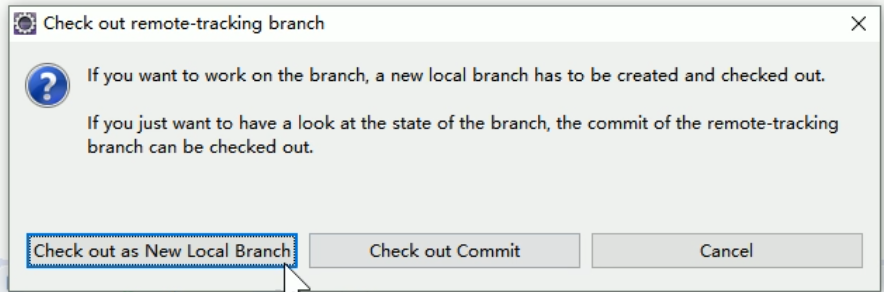 Check out remote-tracking branch
If you want to work on the branch, a new local branch has to be created and checked out.
If you just want to have a look at the state of the branch, the commit of the remote-tracking
branch can be checked out.
Check out as New Local Branch
Check out Commit
Cancel